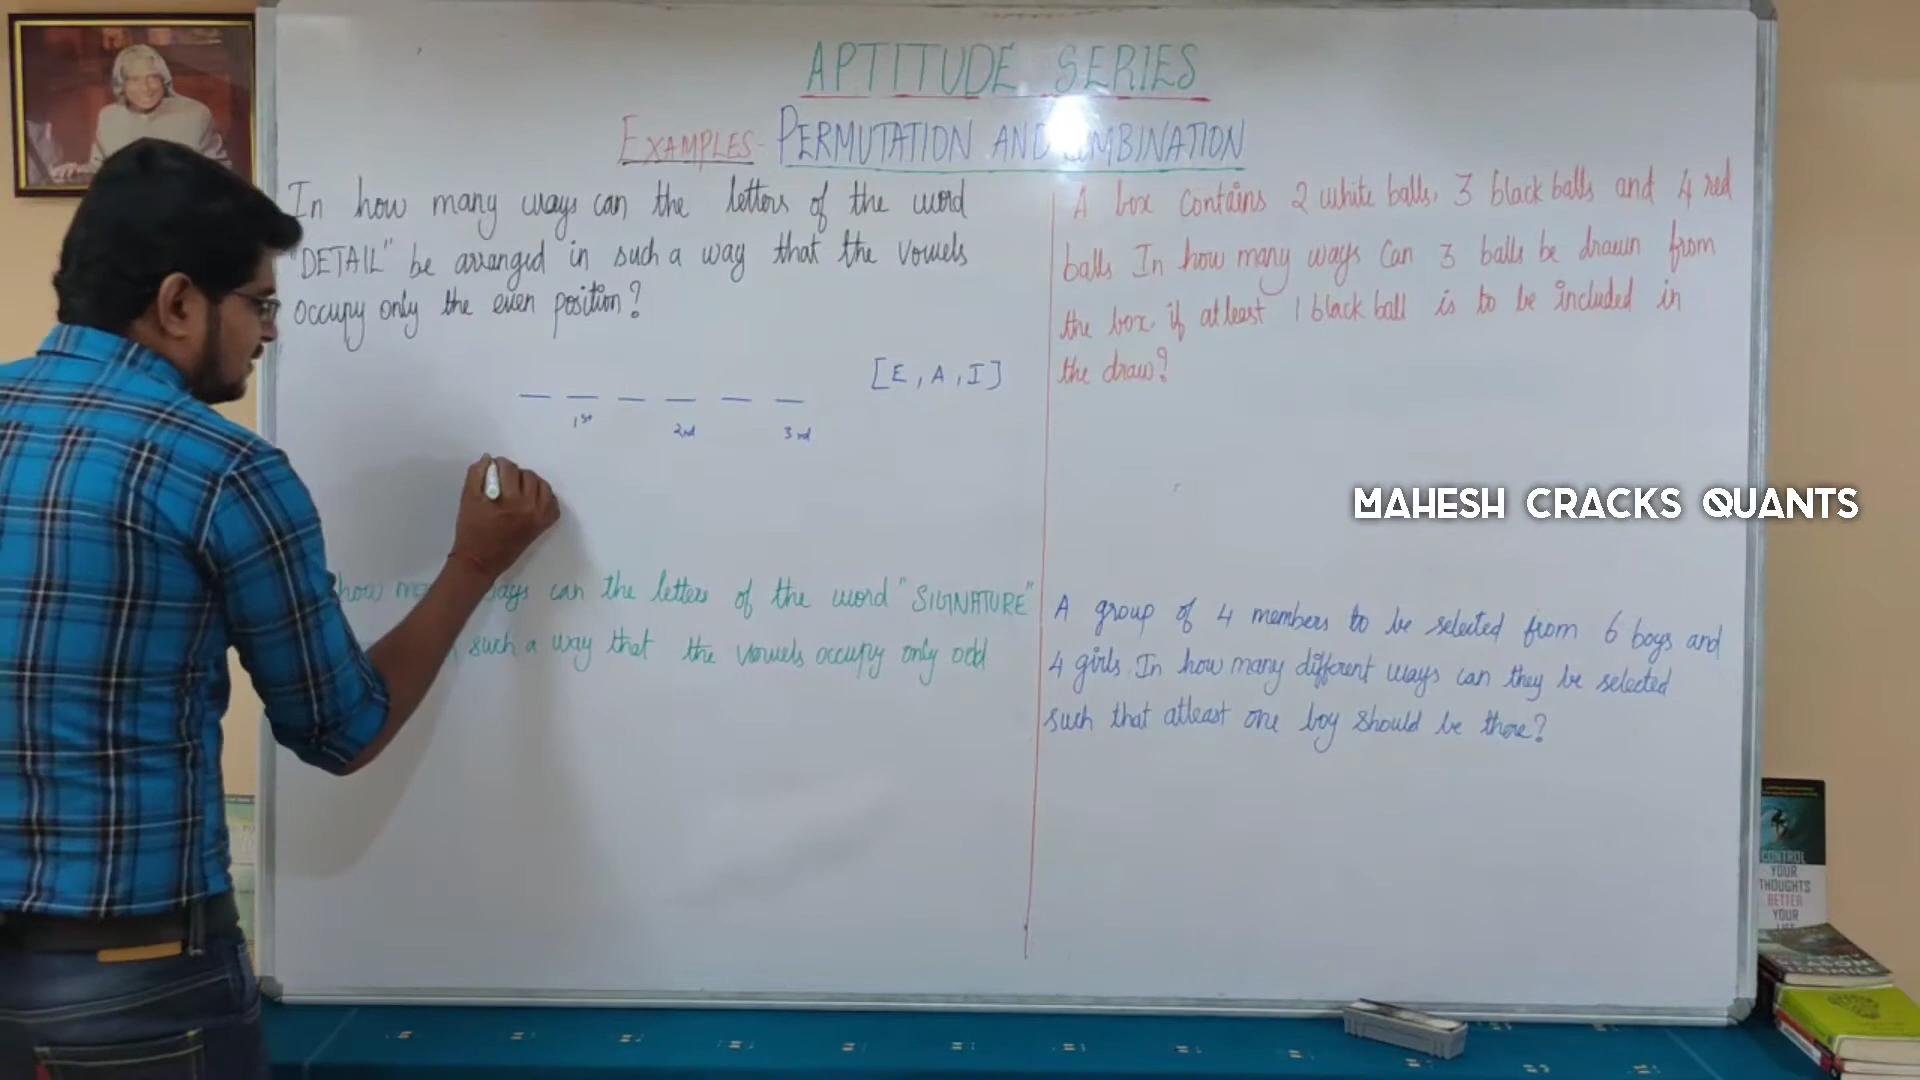 APTITUDE SERIES
EXAMPLES - PERMUTATION AND COMBINATION
In how many ways can the letters of the word
"DETAIL" be arranged in such a way that the vowels
occupy only the even position?
[E, A, I]
1st 2nd 3rd
how ways can the letters of the word "SIGNATURE"
such a way that the vowels occupy only odd
A box contains 2 white balls, 3 black balls and 4 red
balls In how many ways can 3 balls be drawn from
the box, if atleast 1 black ball is to be included in
the draw?
MAHESH CRACKS QUANTS
A group of 4 members to be selected from 6 boys and
4 girls. In how many different ways can they be selected
such that atleast one boy should be there?
CONTROL
YOUR
THOUGHTS
BETTER
YOUR